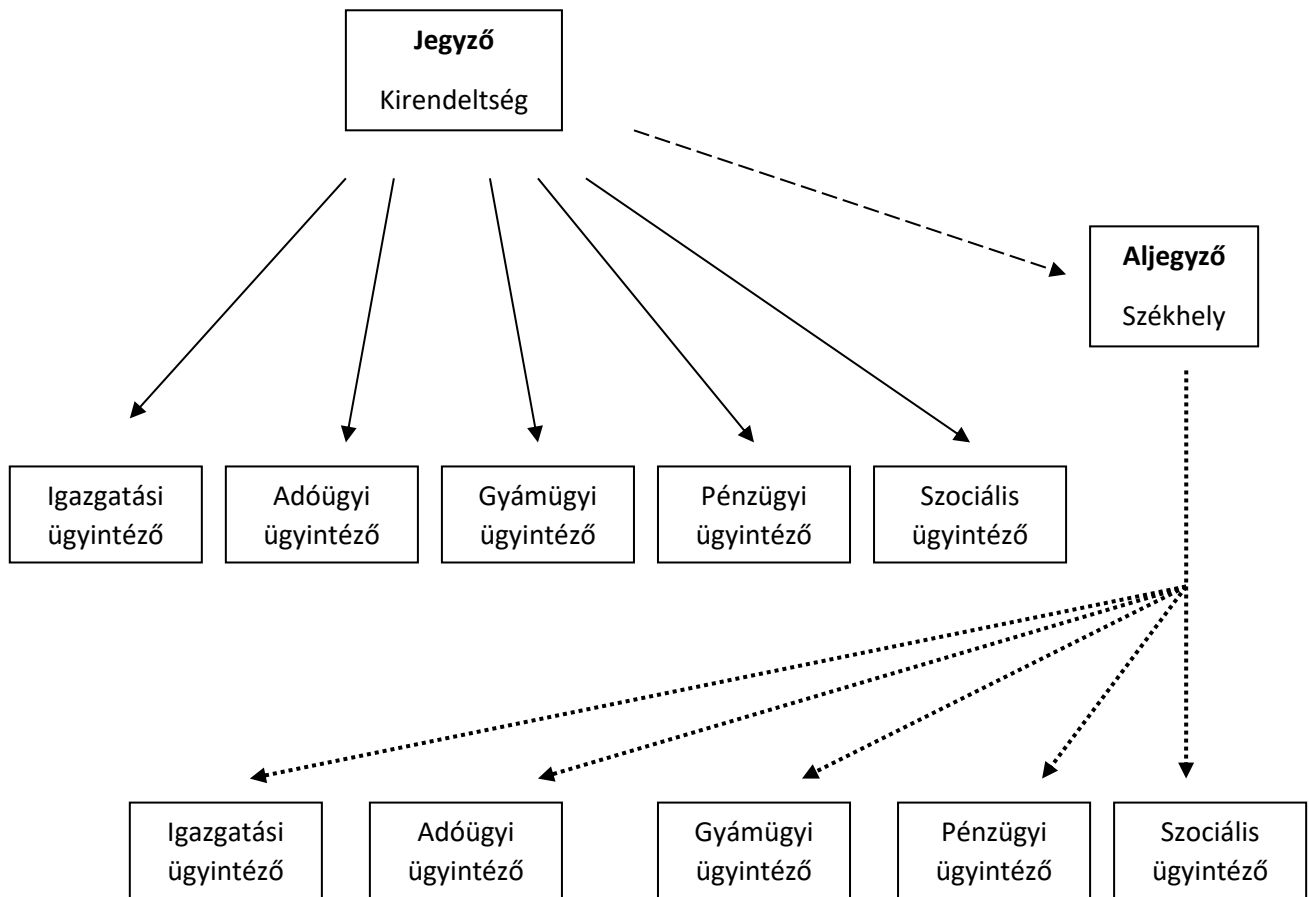 Jegyző
Kirendeltség
Aljegyző
Székhely
Igazgatási
ügyintéző
Adóügyi
ügyintéző
Gyámügyi
ügyintéző
Pénzügyi
ügyintéző
Szociális
ügyintéző
Igazgatási
ügyintéző
Adóügyi
ügyintéző
Gyámügyi
ügyintéző
Pénzügyi
ügyintéző
Szociális
ügyintéző